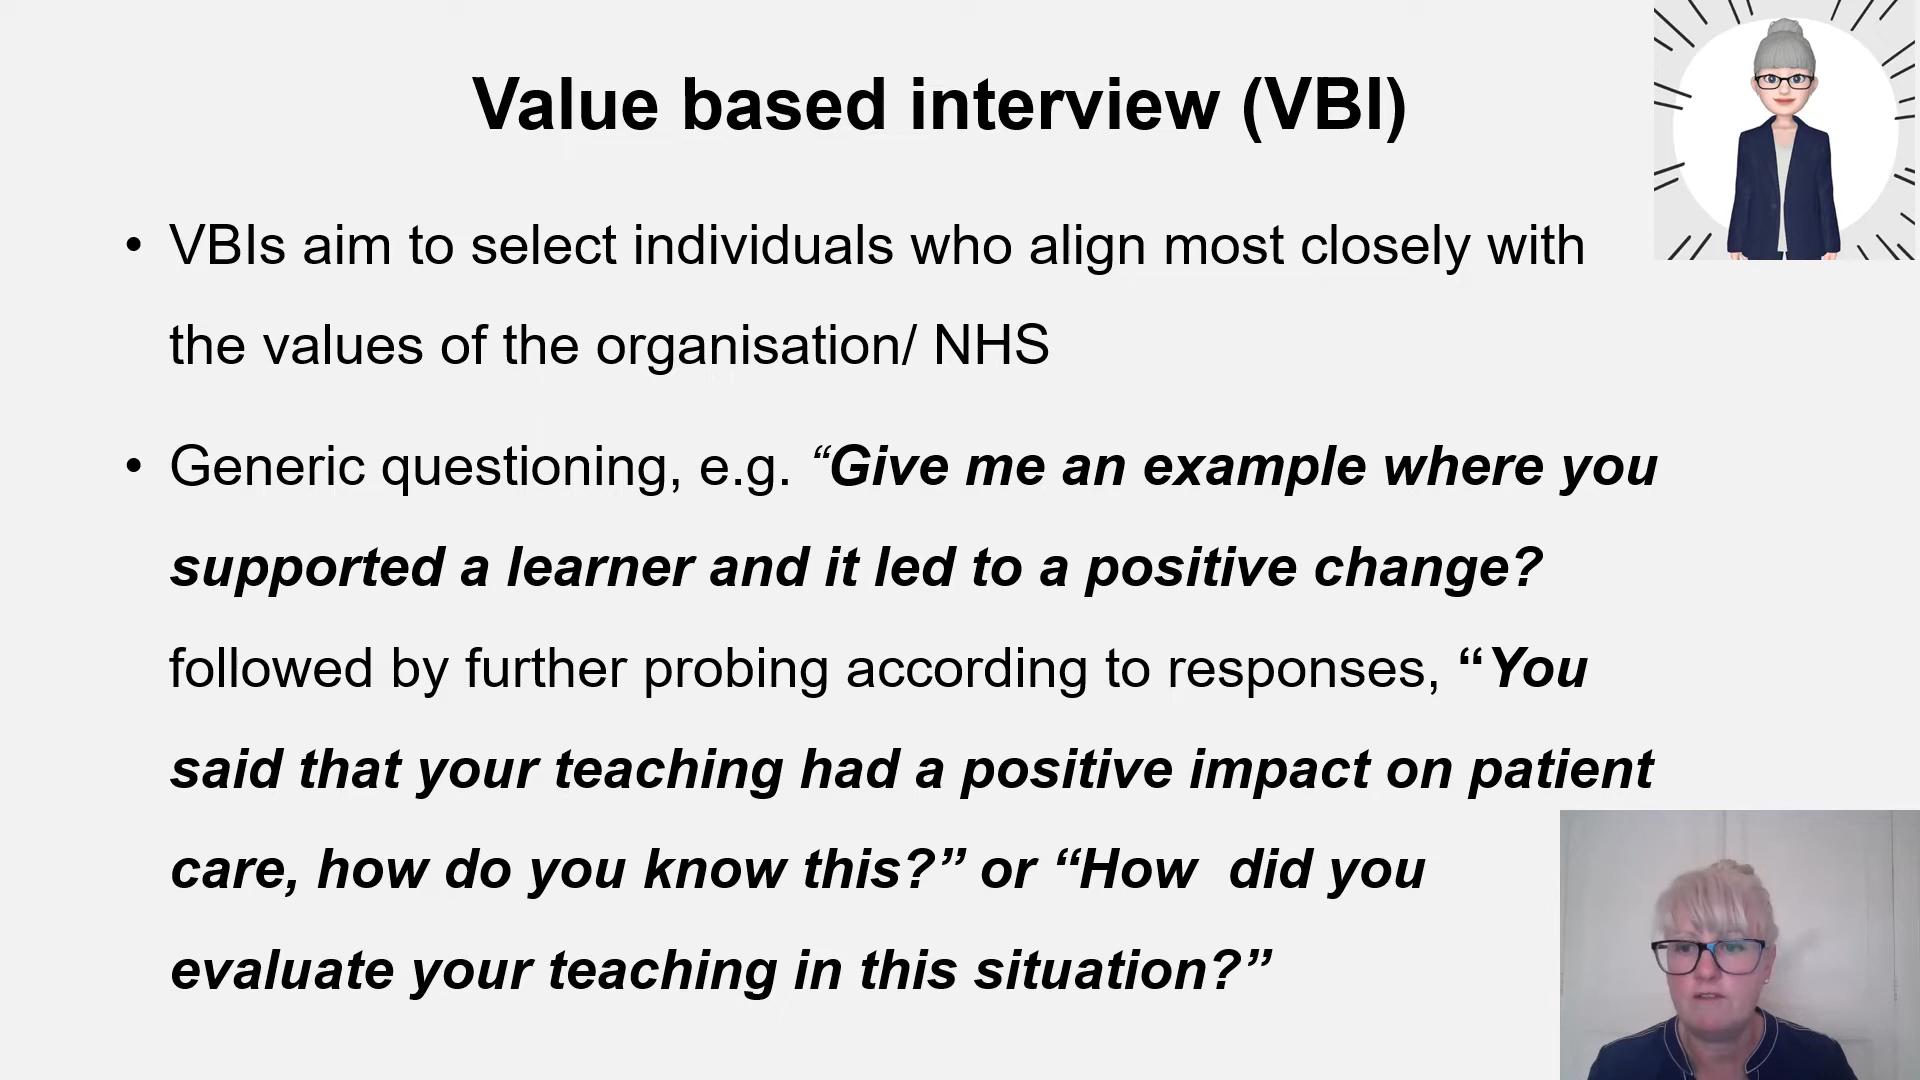 Value based interview (VBI)
• VBIs aim to select individuals who align most closely with
the values of the organisation/ NHS
• Generic questioning, e.g. “Give me an example where you
supported a learner and it led to a positive change?
followed by further probing according to responses, “You
said that your teaching had a positive impact on patient
care, how do you know this?” or “How  did you
evaluate your teaching in this situation?”